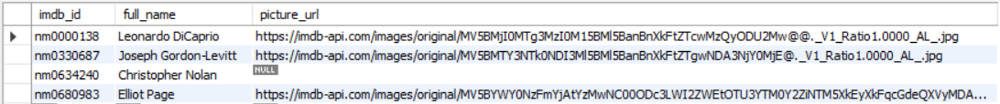 imdb_id full_name picture_url
nm0000138 Leonardo DiCaprio https://imdb-api.com/images/original/MV5BMjI0MTg3MzI0M15BMl5BanBnXkFtZTcwMzQyODU2Mw@@._V1_Ratio1.0000_AL_.jpg
nm0330687 Joseph Gordon-Levitt https://imdb-api.com/images/original/MV5BMTY3NTk0NDI3Ml5BMl5BanBnXkFtZTgwNDA3NjY0MjE@._V1_Ratio1.0000_AL_.jpg
nm0634240 Christopher Nolan NULL
nm0680983 Elliot Page https://imdb-api.com/images/original/MV5BYWY0NzFmYjAtYzMwNC00ODc3LWI2ZWEtOTU3YTM0Y2ZiNTM5XkEyXkFqcGdeQXVyMDA...